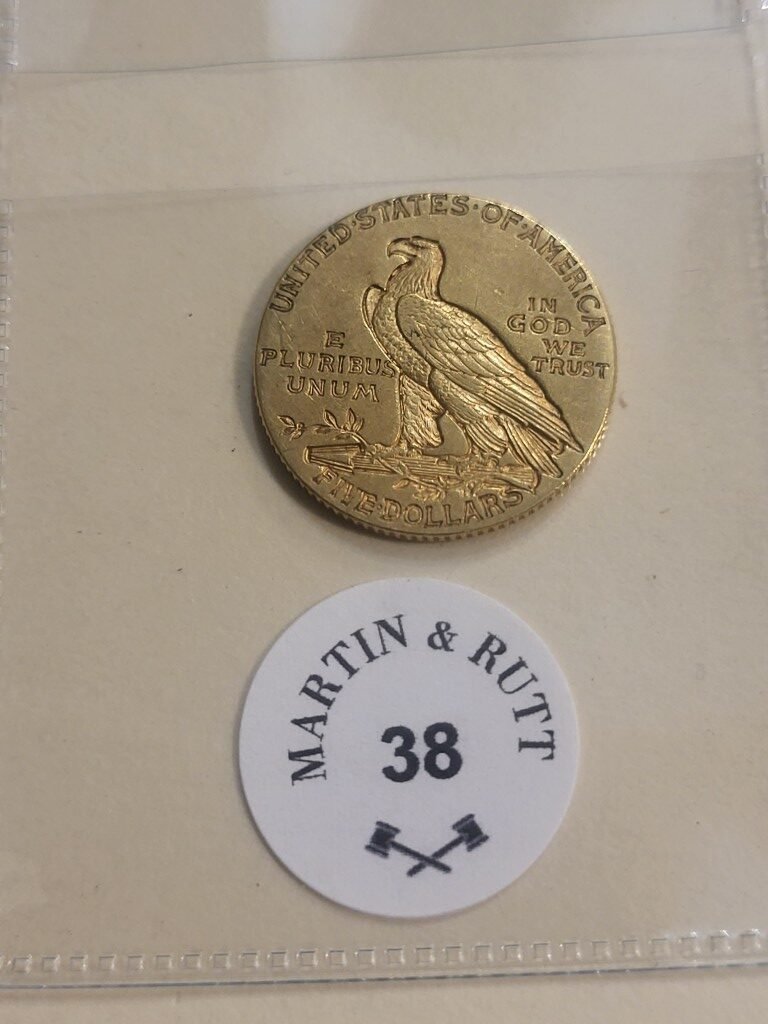 UNITED·STATES·OF·AMERICA
E
PLURIBUS
UNUM
IN
GOD
WE
TRUST
FIVE·DOLLARS
MARTIN & RUTT
38